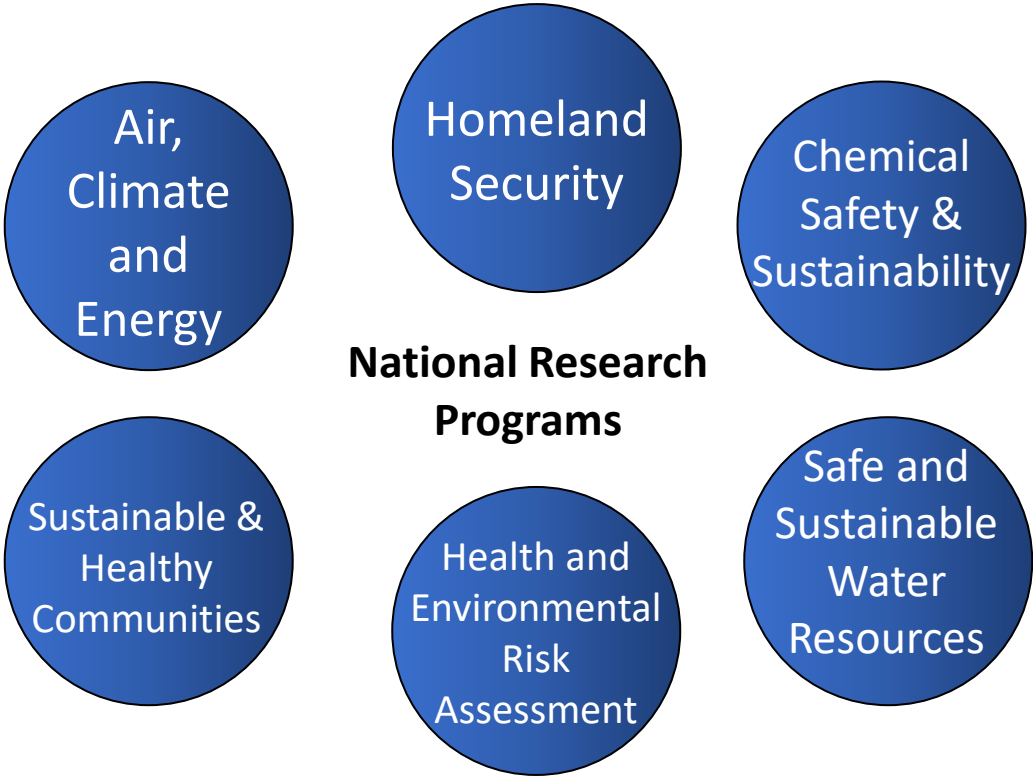 Air,
Climate
and
Energy
Homeland
Security
Chemical
Safety &
Sustainability
National Research
Programs
Sustainable &
Healthy
Communities
Health and
Environmental
Risk
Assessment
Safe and
Sustainable
Water
Resources